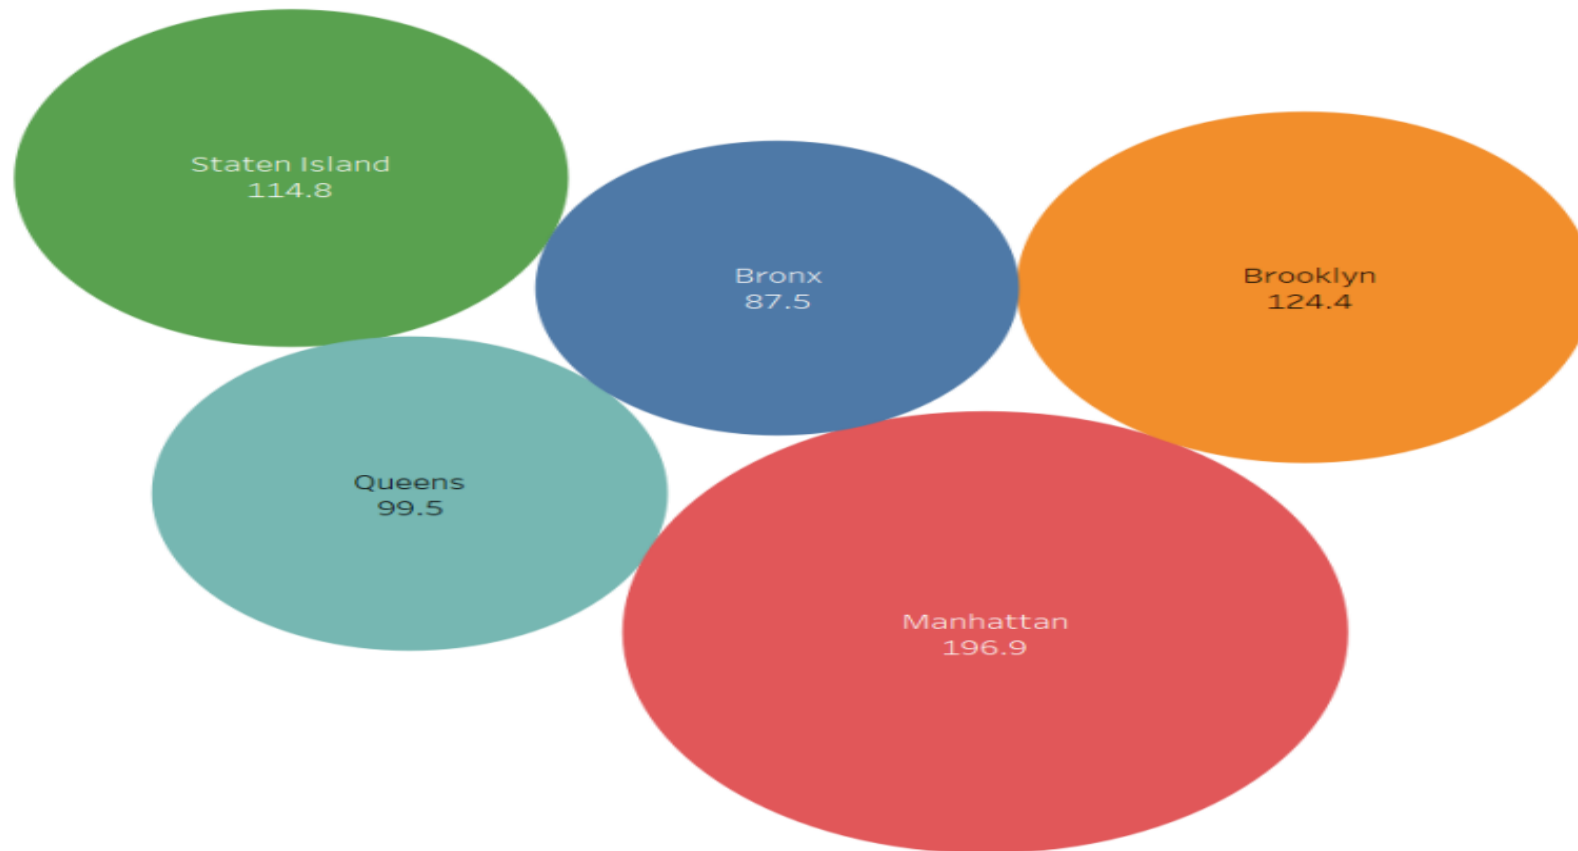 Staten Island
114.8
Bronx
87.5
Brooklyn
124.4
Queens
99.5
Manhattan
196.9